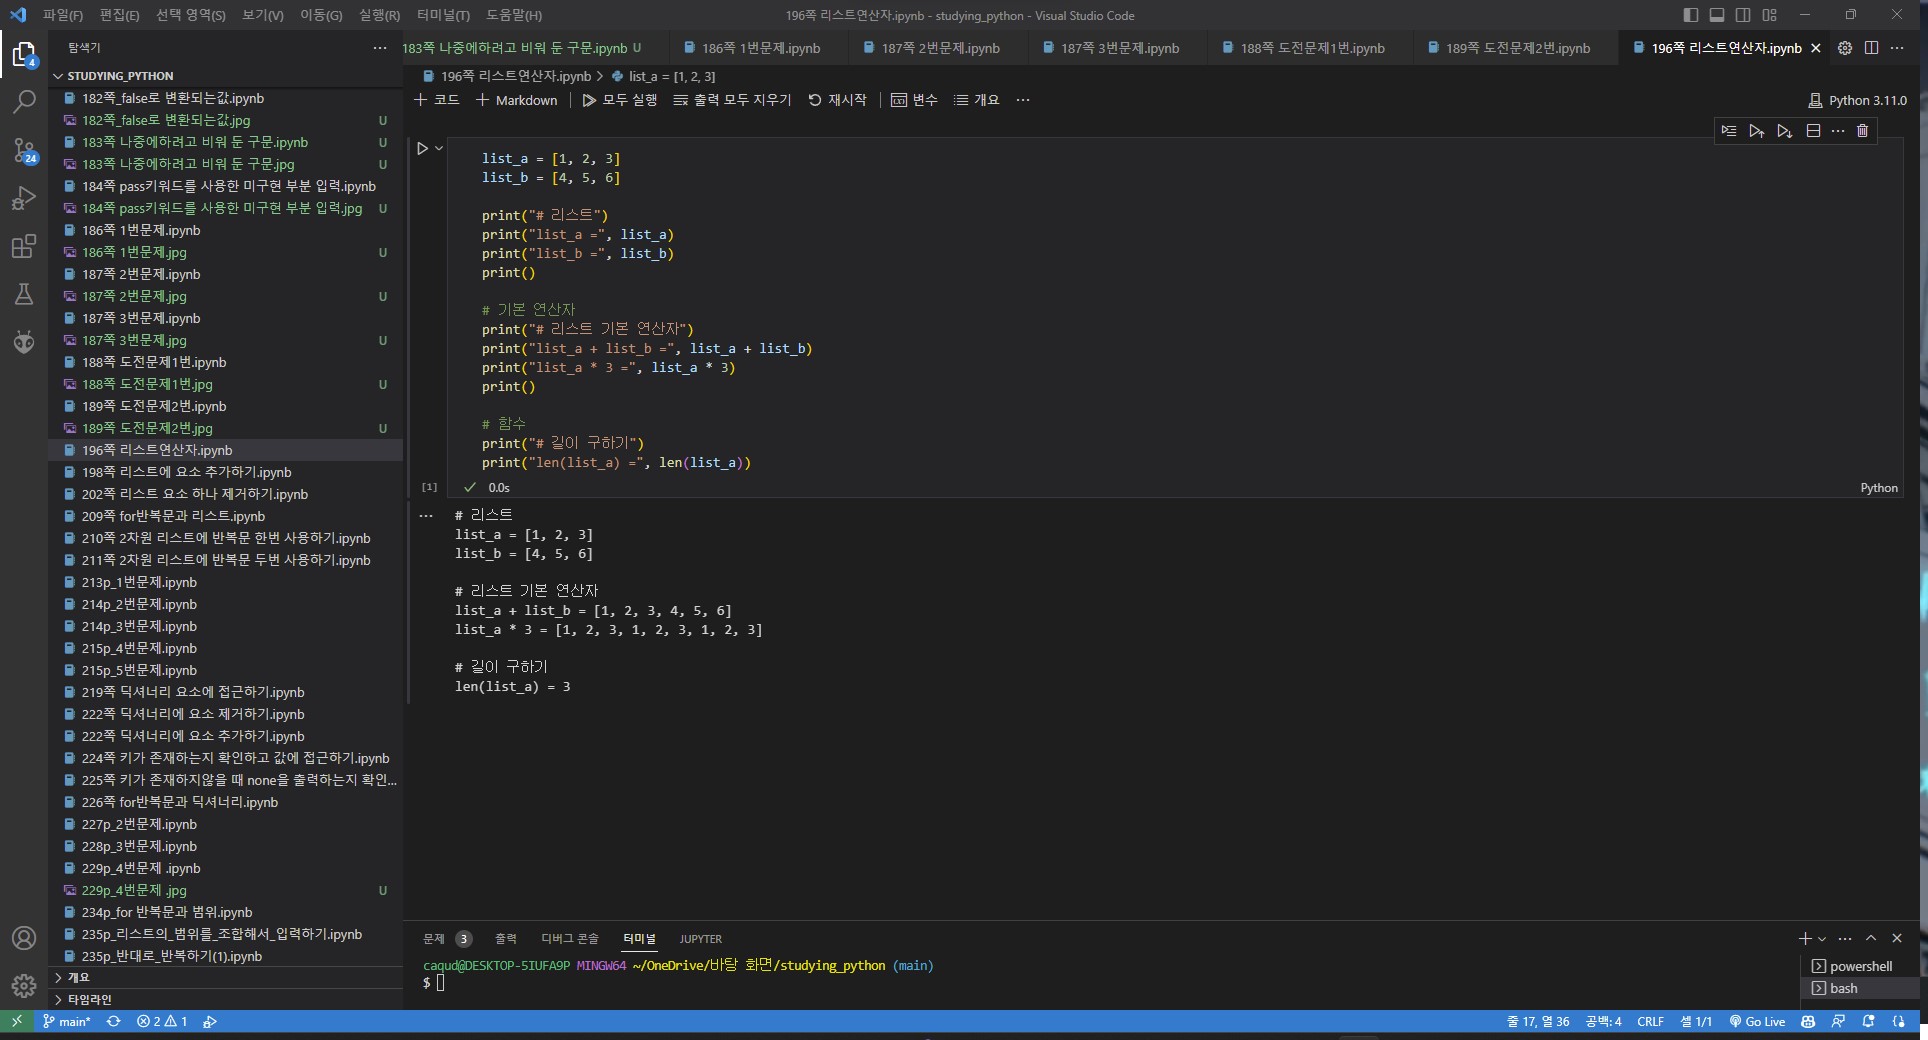 파일(F) 편집(E) 선택 영역(S) 보기(V) 이동(G) 실행(R) 터미널(T) 도움말(H)
196쪽 리스트연산자.ipynb - studying_python - Visual Studio Code
탐색기
STUDYING_PYTHON
182쪽_false로 변환되는값.ipynb
182쪽_false로 변환되는값.jpg U
183쪽 나중에하려고 비워 둔 구문.ipynb U
183쪽 나중에하려고 비워 둔 구문.jpg U
184쪽 pass키워드를 사용한 미구현 부분 입력.ipynb
184쪽 pass키워드를 사용한 미구현 부분 입력.jpg U
186쪽 1번문제.ipynb
186쪽 1번문제.jpg U
187쪽 2번문제.ipynb
187쪽 2번문제.jpg U
187쪽 3번문제.ipynb
187쪽 3번문제.jpg U
188쪽 도전문제1번.ipynb
188쪽 도전문제1번.jpg U
189쪽 도전문제2번.ipynb
189쪽 도전문제2번.jpg U
196쪽 리스트연산자.ipynb
198쪽 리스트에 요소 추가하기.ipynb
202쪽 리스트 요소 하나 제거하기.ipynb
209쪽 for반복문과 리스트.ipynb
210쪽 2차원 리스트에 반복문 한번 사용하기.ipynb
211쪽 2차원 리스트에 반복문 두번 사용하기.ipynb
213p_1번문제.ipynb
214p_2번문제.ipynb
214p_3번문제.ipynb
215p_4번문제.ipynb
215p_5번문제.ipynb
219쪽 딕셔너리 요소에 접근하기.ipynb
222쪽 딕셔너리에 요소 제거하기.ipynb
222쪽 딕셔너리에 요소 추가하기.ipynb
224쪽 키가 존재하는지 확인하고 값에 접근하기.ipynb
225쪽 키가 존재하지않을 때 none을 출력하는지 확인...
226쪽 for반복문과 딕셔너리.ipynb
227p_2번문제.ipynb
228p_3번문제.ipynb
229p_4번문제 .ipynb
229p_4번문제 .jpg U
234p_for 반복문과 범위.ipynb
235p_리스트의_범위를_조합해서_입력하기.ipynb
235p_반대로_반복하기(1).ipynb
개요
타임라인
4
24
183쪽 나중에하려고 비워 둔 구문.ipynb U 186쪽 1번문제.ipynb 187쪽 2번문제.ipynb 187쪽 3번문제.ipynb 188쪽 도전문제1번.ipynb 189쪽 도전문제2번.ipynb 196쪽 리스트연산자.ipynb
196쪽 리스트연산자.ipynb > list_a = [1, 2, 3]
코드 Markdown 모두 실행 출력 모두 지우기 재시작 변수 개요 Python 3.11.0
list_a = [1, 2, 3]
list_b = [4, 5, 6]
print("# 리스트")
print("list_a =", list_a)
print("list_b =", list_b)
print()
# 기본 연산자
print("# 리스트 기본 연산자")
print("list_a + list_b =", list_a + list_b)
print("list_a * 3 =", list_a * 3)
print()
# 함수
print("# 길이 구하기")
print("len(list_a) =", len(list_a))
[1] 0.0s Python
# 리스트
list_a = [1, 2, 3]
list_b = [4, 5, 6]
# 리스트 기본 연산자
list_a + list_b = [1, 2, 3, 4, 5, 6]
list_a * 3 = [1, 2, 3, 1, 2, 3, 1, 2, 3]
# 길이 구하기
len(list_a) = 3
문제 3 출력 디버그 콘솔 터미널 JUPYTER
caqud@DESKTOP-5IUFA9P MINGW64 ~/OneDrive/바탕 화면/studying_python (main)
$
powershell
bash
main* 2 1 줄 17, 열 36 공백: 4 CRLF 셀 1/1 Go Live